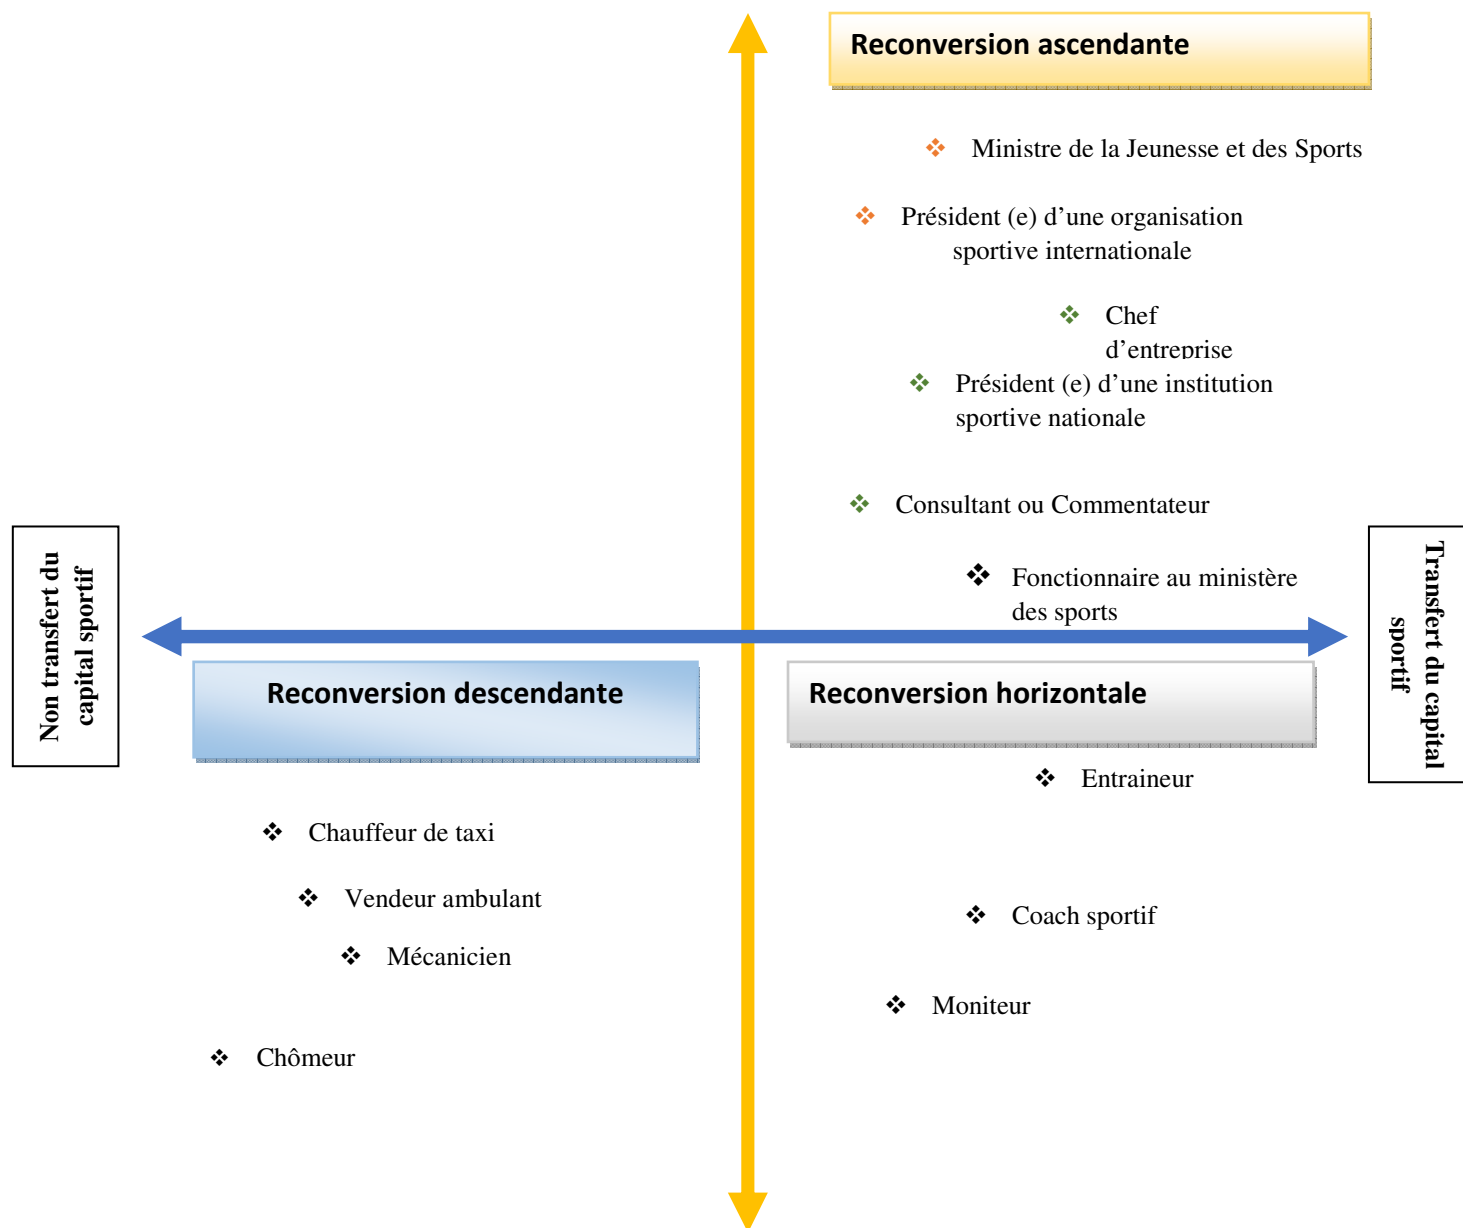 Reconversion ascendante
Ministre de la Jeunesse et des Sports
Président (e) d’une organisation
sportive internationale
Chef
d’entreprise
Président (e) d’une institution
sportive nationale
Consultant ou Commentateur
Fonctionnaire au ministère
des sports
Non transfert du
capital sportif
Transfert du capital
sportif
Reconversion descendante
Reconversion horizontale
Entraineur
Chauffeur de taxi
Vendeur ambulant
Coach sportif
Mécanicien
Moniteur
Chômeur